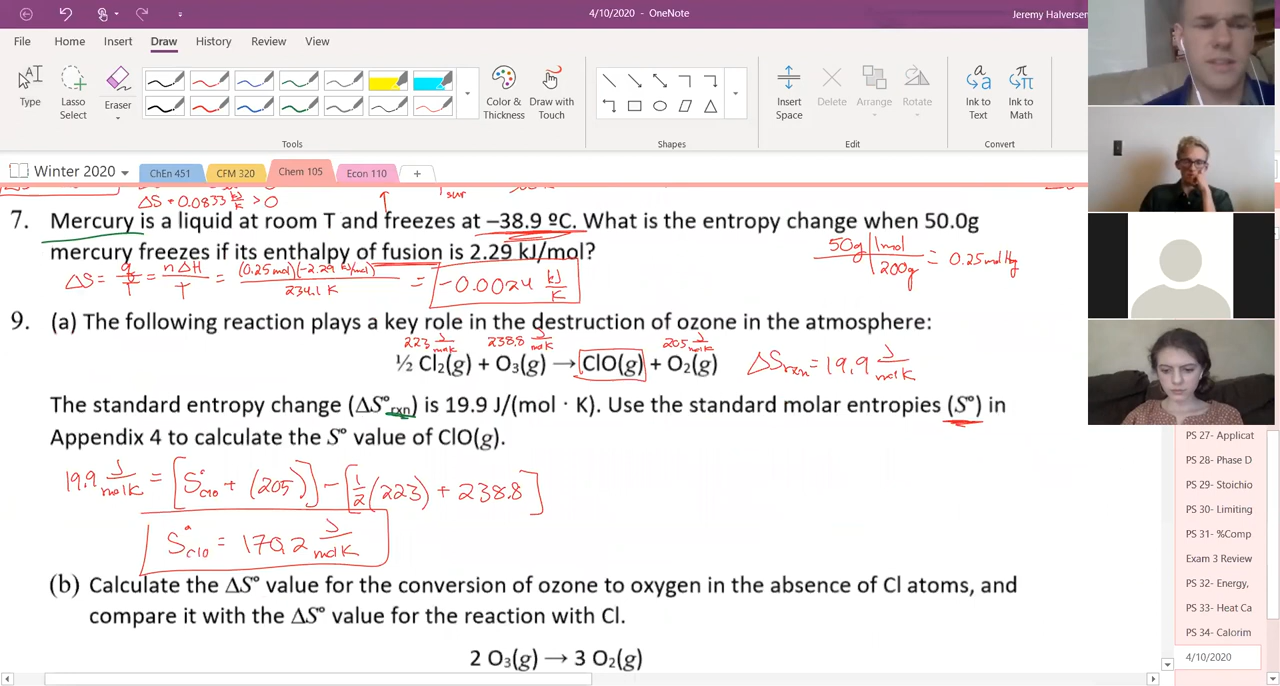 4/10/2020 - OneNote
Jeremy Halversen
File Home Insert Draw History Review View
Type
Lasso Select
Eraser
Color & Thickness
Draw with Touch
Insert Space
Delete
Arrange
Rotate
Ink to Text
Ink to Math
Tools
Shapes
Edit
Convert
Winter 2020
ChEn 451
CFM 320
Chem 105
Econ 110
+
ΔS = 0.0833 kJ/K > 0
sur
7. Mercury is a liquid at room T and freezes at –38.9 ºC. What is the entropy change when 50.0g
mercury freezes if its enthalpy of fusion is 2.29 kJ/mol?
50g | 1mol / 200g = 0.25mol Hg
ΔS = q/T = nΔH/T = (0.25 mol)(-2.29 kJ/mol) / 234.1 K = -0.0024 kJ/K
9. (a) The following reaction plays a key role in the destruction of ozone in the atmosphere:
223 J/molK 238.8 J/molK 205 J/molK
½ Cl₂(g) + O₃(g) → ClO(g) + O₂(g) ΔSrxn = 19.9 J/molK
The standard entropy change (ΔS°rxn) is 19.9 J/(mol · K). Use the standard molar entropies (S°) in
Appendix 4 to calculate the S° value of ClO(g).
19.9 J/molK = [S°ClO + (205)] - [1/2 (223) + 238.8]
S°ClO = 170.2 J/molK
(b) Calculate the ΔS° value for the conversion of ozone to oxygen in the absence of Cl atoms, and
compare it with the ΔS° value for the reaction with Cl.
2 O₃(g) → 3 O₂(g)
PS 27- Applicat
PS 28- Phase D
PS 29- Stoichio
PS 30- Limiting
PS 31- %Comp
Exam 3 Review
PS 32- Energy,
PS 33- Heat Ca
PS 34- Calorim
4/10/2020